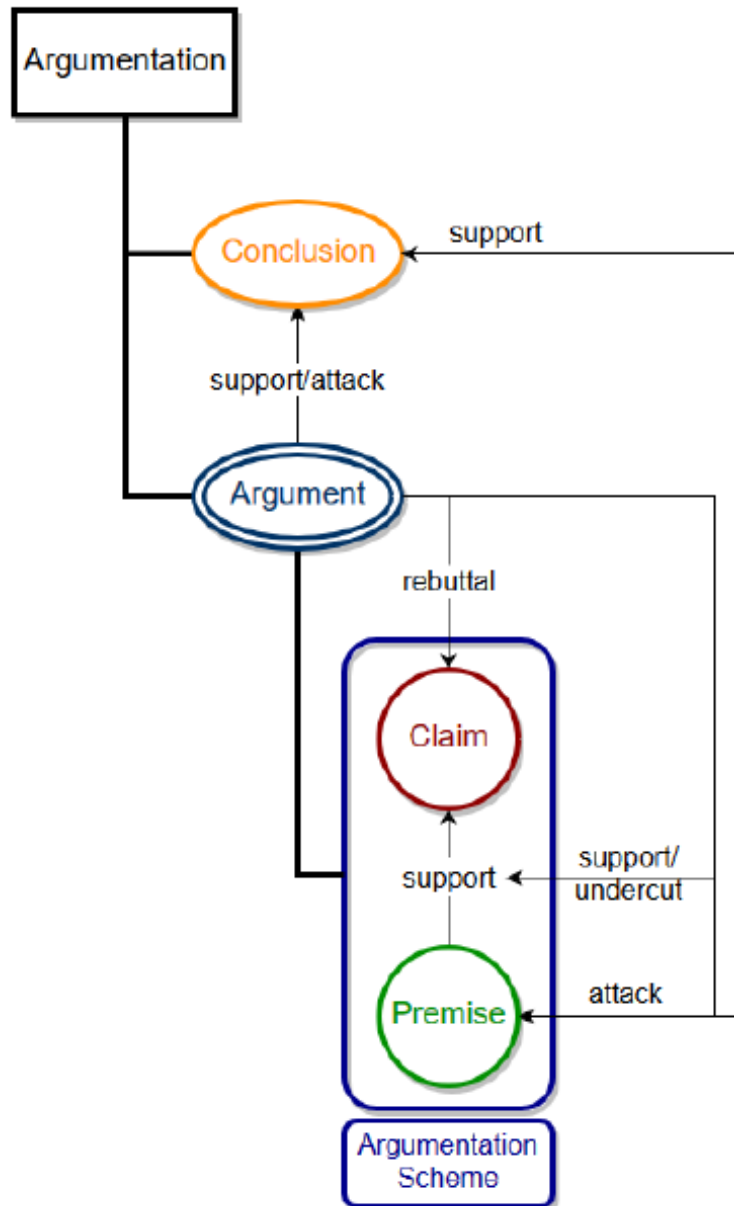 Argumentation
Conclusion
support
support/attack
Argument
rebuttal
Claim
support
support/
undercut
Premise
attack
Argumentation
Scheme